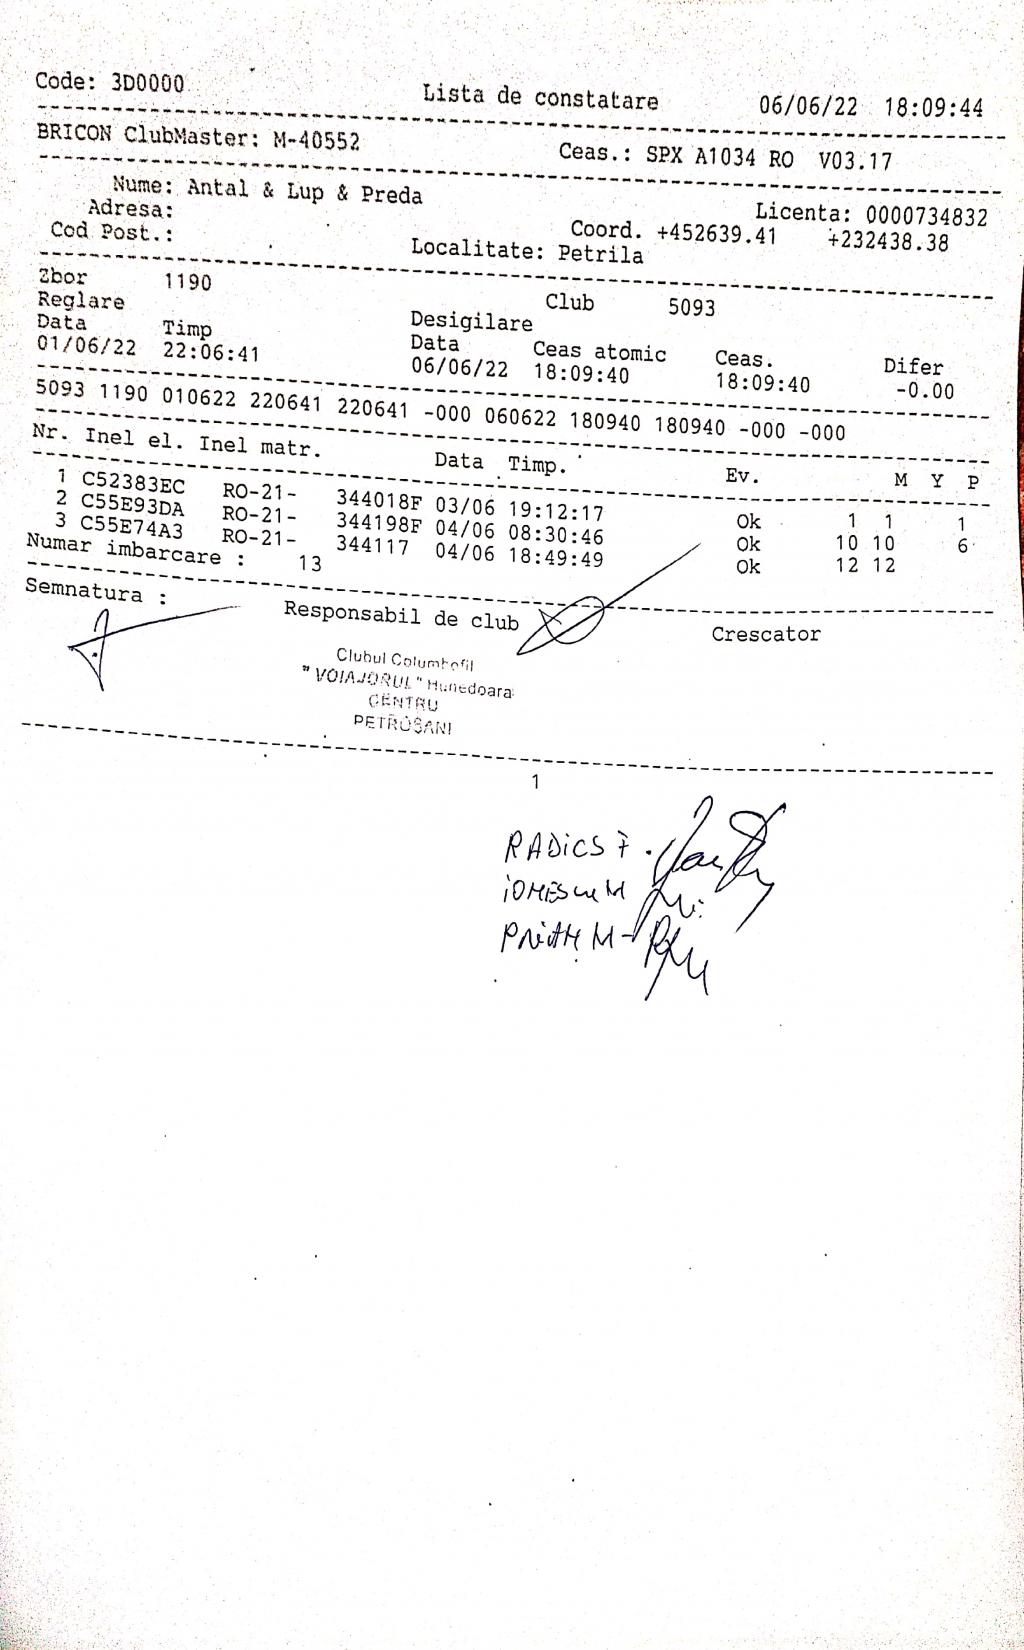 Code: 3D0000 Lista de constatare 06/06/22 18:09:44
BRICON ClubMaster: M-40552 Ceas.: SPX A1034 RO V03.17
Nume: Antal & Lup & Preda Licenta: 0000734832
Adresa: Coord. +452639.41 +232438.38
Cod Post.: Localitate: Petrila
Zbor 1190 Club 5093
Reglare Desigilare
Data Timp Data Ceas atomic Ceas. Difer
01/06/22 22:06:41 06/06/22 18:09:40 18:09:40 -0.00
5093 1190 010622 220641 220641 -000 060622 180940 180940 -000 -000
Nr. Inel el. Inel matr. Data Timp. Ev. M Y P
1 C52383EC RO-21- 344018F 03/06 19:12:17 Ok 1 1 1
2 C55E93DA RO-21- 344198F 04/06 08:30:46 Ok 10 10 6
3 C55E74A3 RO-21- 344117 04/06 18:49:49 Ok 12 12
Numar imbarcare : 13
Semnatura : Responsabil de club Crescator
Clubul Columbofil
"VOIAJORUL" Hunedoara
CENTRU
PETROSANI
1
RADICS
IONESCU M
M